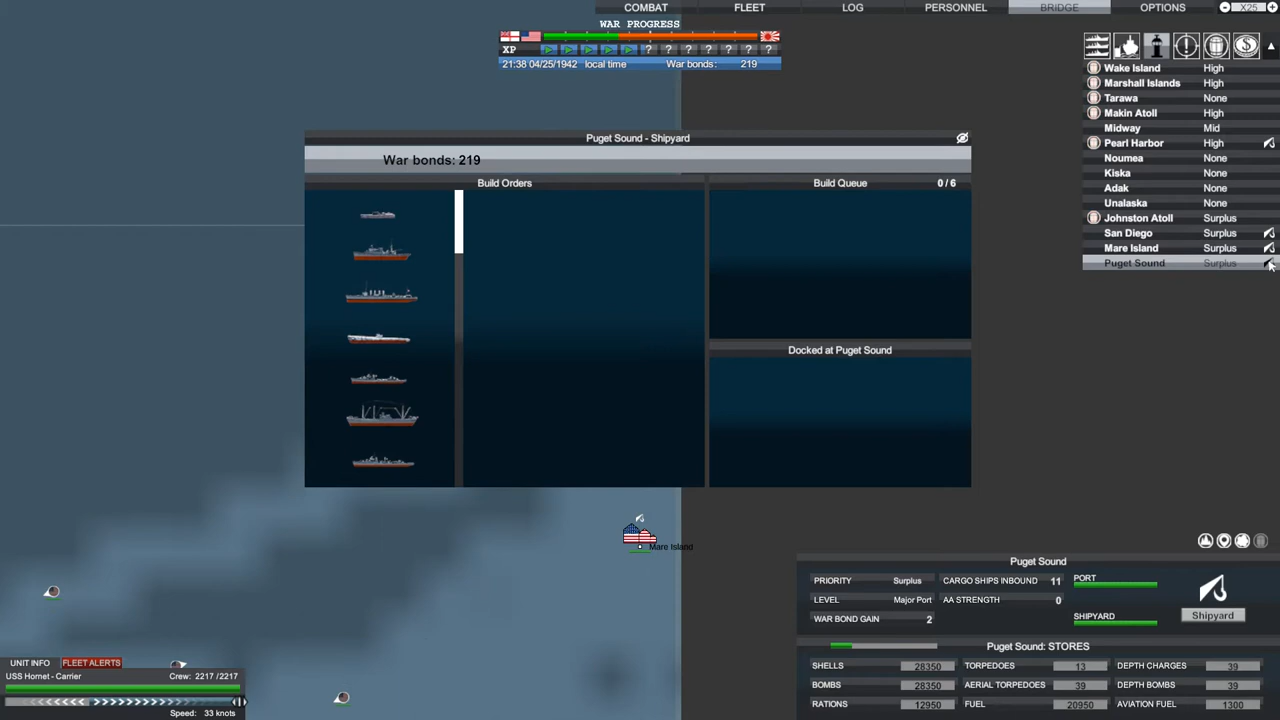 COMBAT FLEET LOG PERSONNEL BRIDGE OPTIONS X25
WAR PROGRESS
XP ? ? ? ? ? ? ?
21:38 04/25/1942 local time War bonds: 219
Wake Island High
Marshall Islands High
Tarawa None
Makin Atoll High
Midway Mid
Pearl Harbor High
Noumea None
Kiska None
Adak None
Unalaska None
Johnston Atoll Surplus
San Diego Surplus
Mare Island Surplus
Puget Sound Surplus
Puget Sound - Shipyard
War bonds: 219
Build Orders
Build Queue 0 / 6
Docked at Puget Sound
Mare Island
Puget Sound
PRIORITY Surplus CARGO SHIPS INBOUND 11 PORT
LEVEL Major Port AA STRENGTH 0
WAR BOND GAIN 2 SHIPYARD Shipyard
Puget Sound: STORES
SHELLS 28350 TORPEDOES 13 DEPTH CHARGES 39
BOMBS 28350 AERIAL TORPEDOES 39 DEPTH BOMBS 39
RATIONS 12950 FUEL 20950 AVIATION FUEL 1300
UNIT INFO FLEET ALERTS
USS Hornet - Carrier Crew: 2217 /2217
Speed: 33 knots